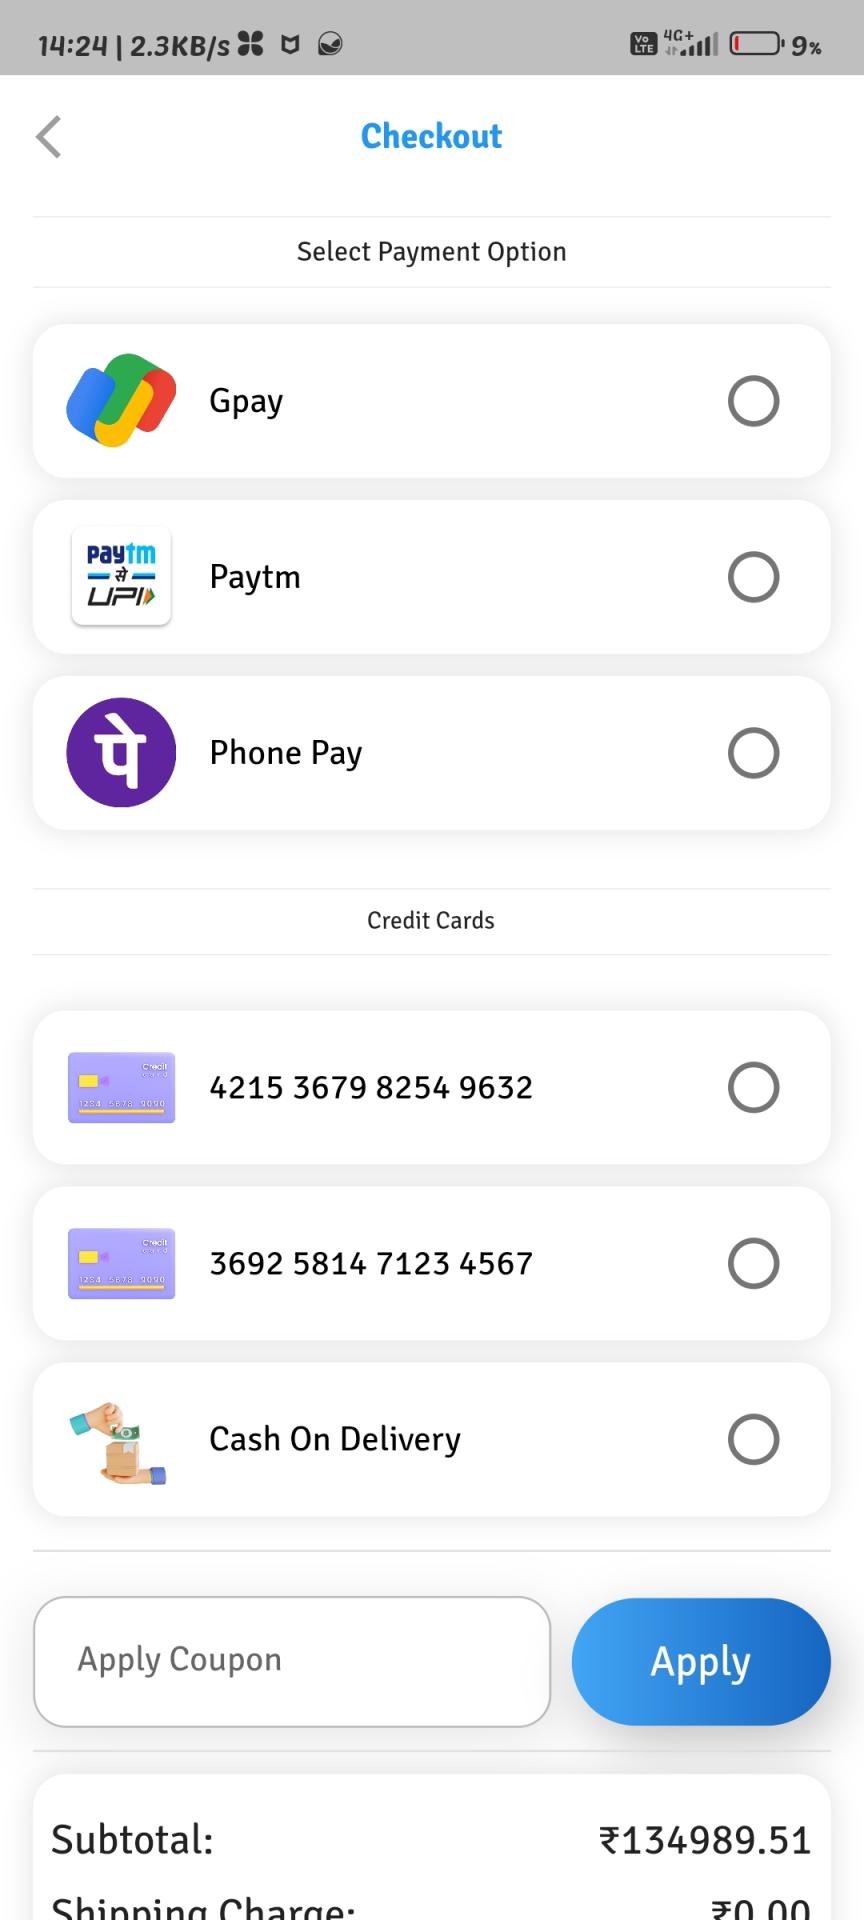 14:24 | 2.3KB/s
Vo LTE 4G+ 9%
Checkout
Select Payment Option
Gpay
paytm
से
UPI
Paytm
पे
Phone Pay
Credit Cards
Credit
card
1234 5678 9090
4215 3679 8254 9632
Credit
card
1234 5678 9090
3692 5814 7123 4567
Cash On Delivery
Apply Coupon
Apply
Subtotal: ₹134989.51
Shipping Charge: ₹0.00